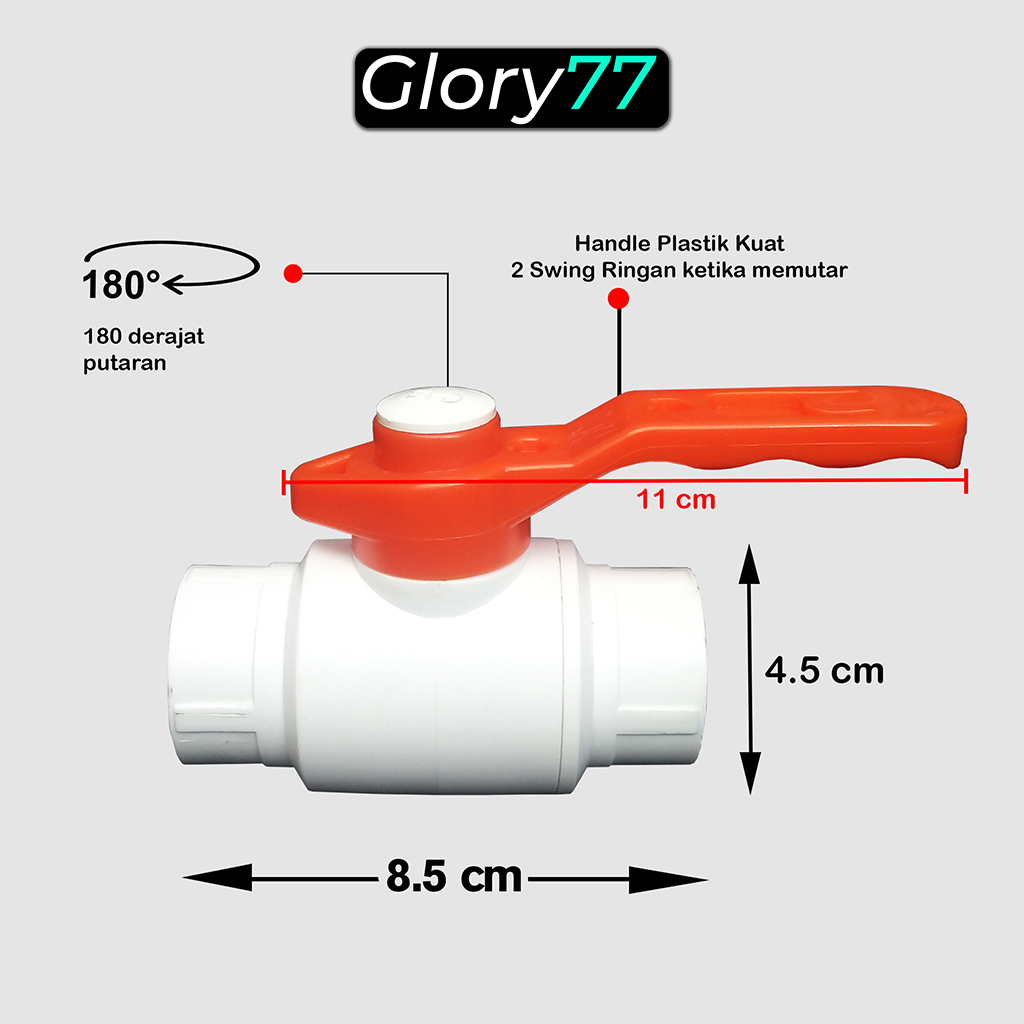 Glory77
180°
180 derajat
putaran
Handle Plastik Kuat
2 Swing Ringan ketika memutar
11 cm
4.5 cm
8.5 cm